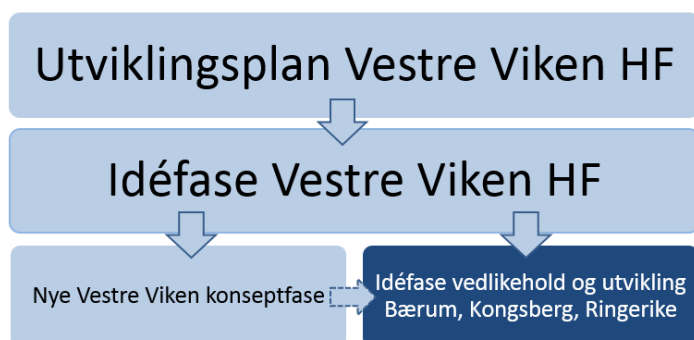 Utviklingsplan Vestre Viken HF
Idéfase Vestre Viken HF
Nye Vestre Viken konseptfase
Idéfase vedlikehold og utvikling
Bærum, Kongsberg, Ringerike